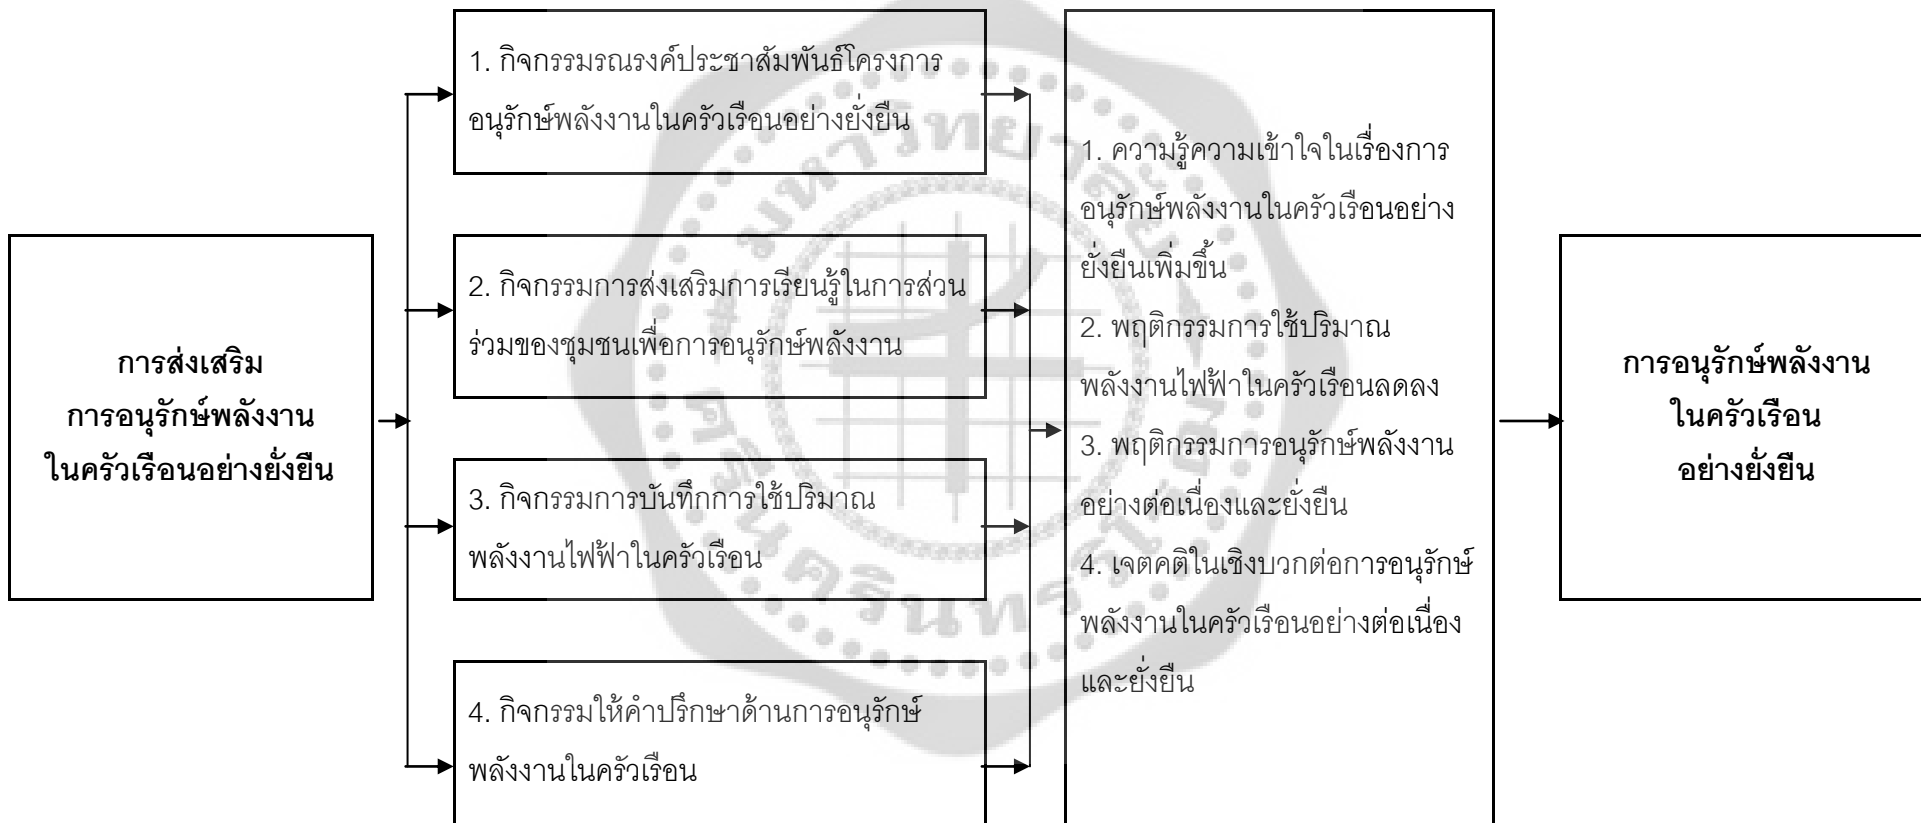 การส่งเสริม
การอนุรักษ์พลังงาน
ในครัวเรือนอย่างยั่งยืน
1. กิจกรรมรณรงค์ประชาสัมพันธ์โครงการ
อนุรักษ์พลังงานในครัวเรือนอย่างยั่งยืน
2. กิจกรรมการส่งเสริมการเรียนรู้ในการส่วน
ร่วมของชุมชนเพื่อการอนุรักษ์พลังงาน
3. กิจกรรมการบันทึกการใช้ปริมาณ
พลังงานไฟฟ้าในครัวเรือน
4. กิจกรรมให้คำปรึกษาด้านการอนุรักษ์
พลังงานในครัวเรือน
1. ความรู้ความเข้าใจในเรื่องการ
อนุรักษ์พลังงานในครัวเรือนอย่าง
ยั่งยืนเพิ่มขึ้น
2. พฤติกรรมการใช้ปริมาณ
พลังงานไฟฟ้าในครัวเรือนลดลง
3. พฤติกรรมการอนุรักษ์พลังงาน
อย่างต่อเนื่องและยั่งยืน
4. เจตคติในเชิงบวกต่อการอนุรักษ์
พลังงานในครัวเรือนอย่างต่อเนื่อง
และยั่งยืน
การอนุรักษ์พลังงาน
ในครัวเรือน
อย่างยั่งยืน
มหาวิทยาลัย
ศรีนครินทรวิโรฒ